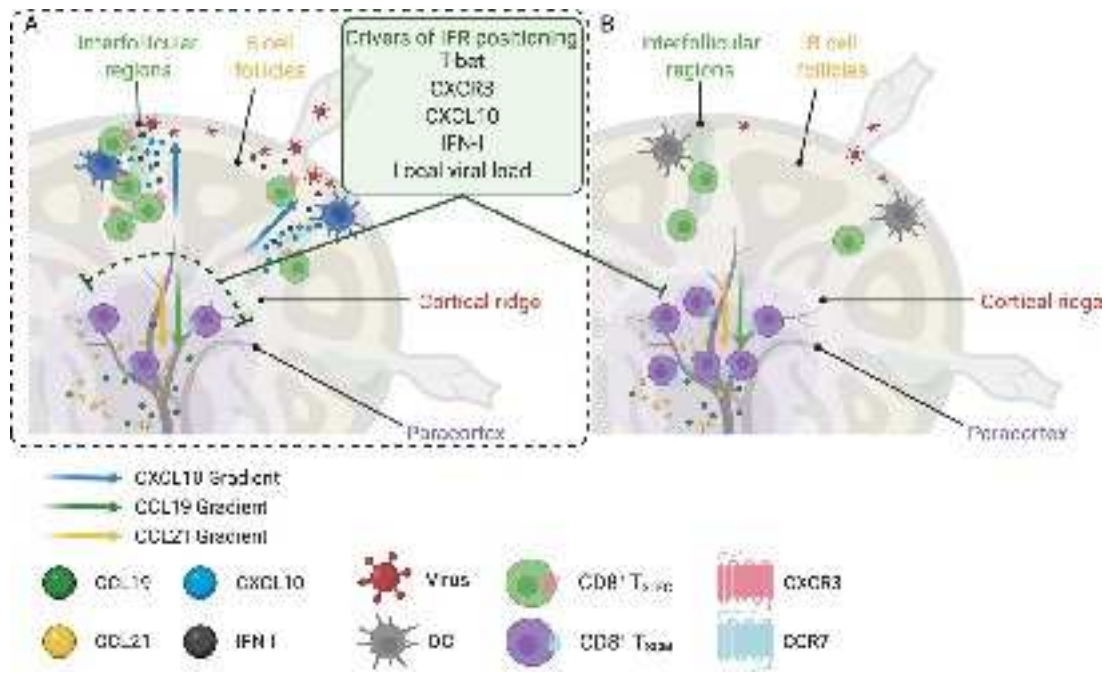 A
Interfollicular
regions
B cell
follicles
Drivers of IFR positioning
T-bet
CXCR3
CXCL10
IFN-I
Local viral load
Cortical ridge
Paracortex
B
Interfollicular
regions
B cell
follicles
Cortical ridge
Paracortex
CXCL10 Gradient
CCL19 Gradient
CCL21 Gradient
CCL19
CXCL10
Virus
CD8⁺ T
CXCR3
CCL21
IFN-I
DC
CD8⁺ T
CCR7